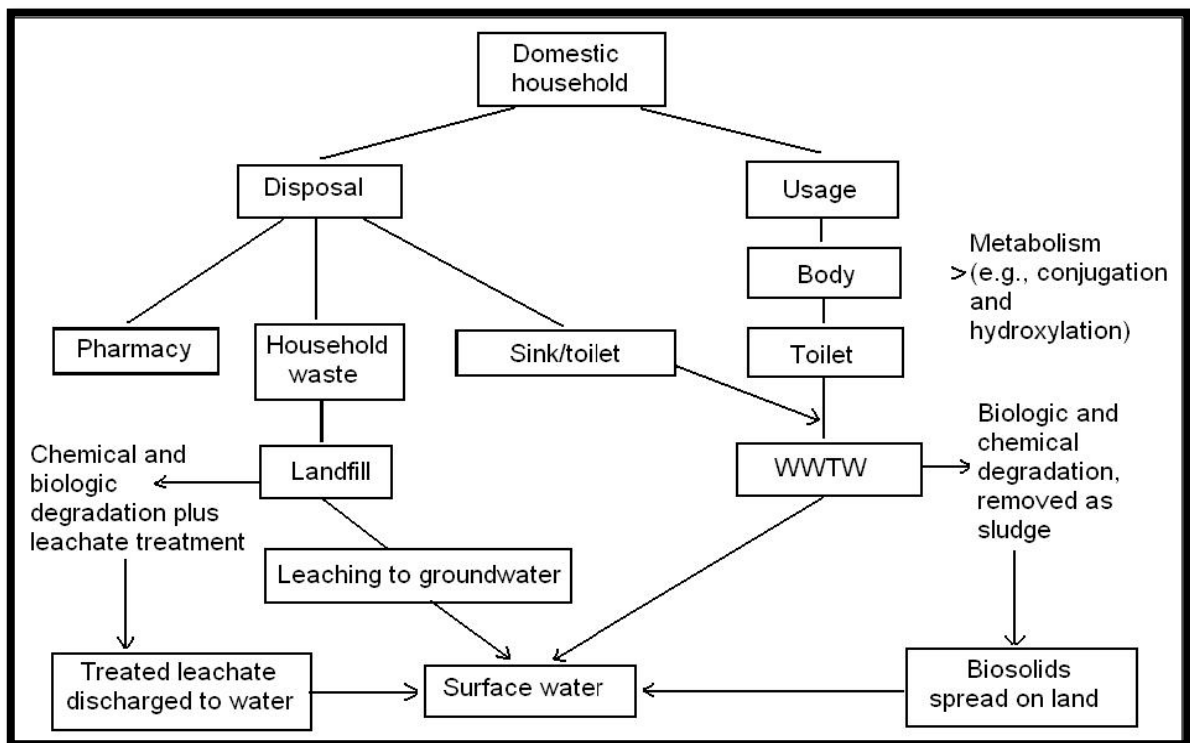 Domestic
household
Disposal
Usage
Metabolism
>(e.g., conjugation
and
hydroxylation)
Body
Pharmacy
Household
waste
Sink/toilet
Toilet
Chemical and
biologic
degradation plus
leachate treatment
Landfill
WWTW
Biologic and
chemical
degradation,
removed as
sludge
Leaching to groundwater
Treated leachate
discharged to water
Surface water
Biosolids
spread on land